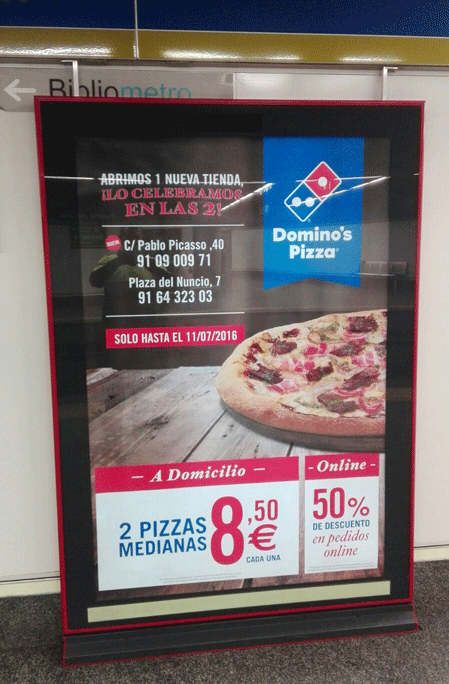 Bibliometro
ABRIMOS 1 NUEVA TIENDA,
¡LO CELEBRAMOS
EN LAS 2!
Domino's
Pizza
C/ Pablo Picasso ,40
91 09 009 71
Plaza del Nuncio, 7
91 64 323 03
SOLO HASTA EL 11/07/2016
A Domicilio
2 PIZZAS
MEDIANAS
8,50
€
CADA UNA
Online
50%
DE DESCUENTO
en pedidos
online